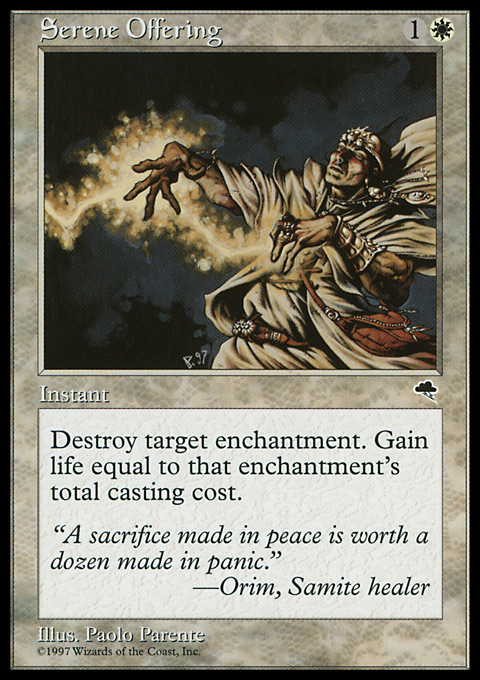 Serene Offering 1
Instant
Destroy target enchantment. Gain
life equal to that enchantment's
total casting cost.
"A sacrifice made in peace is worth a
dozen made in panic."
—Orim, Samite healer
Illus. Paolo Parente
©1997 Wizards of the Coast, Inc.